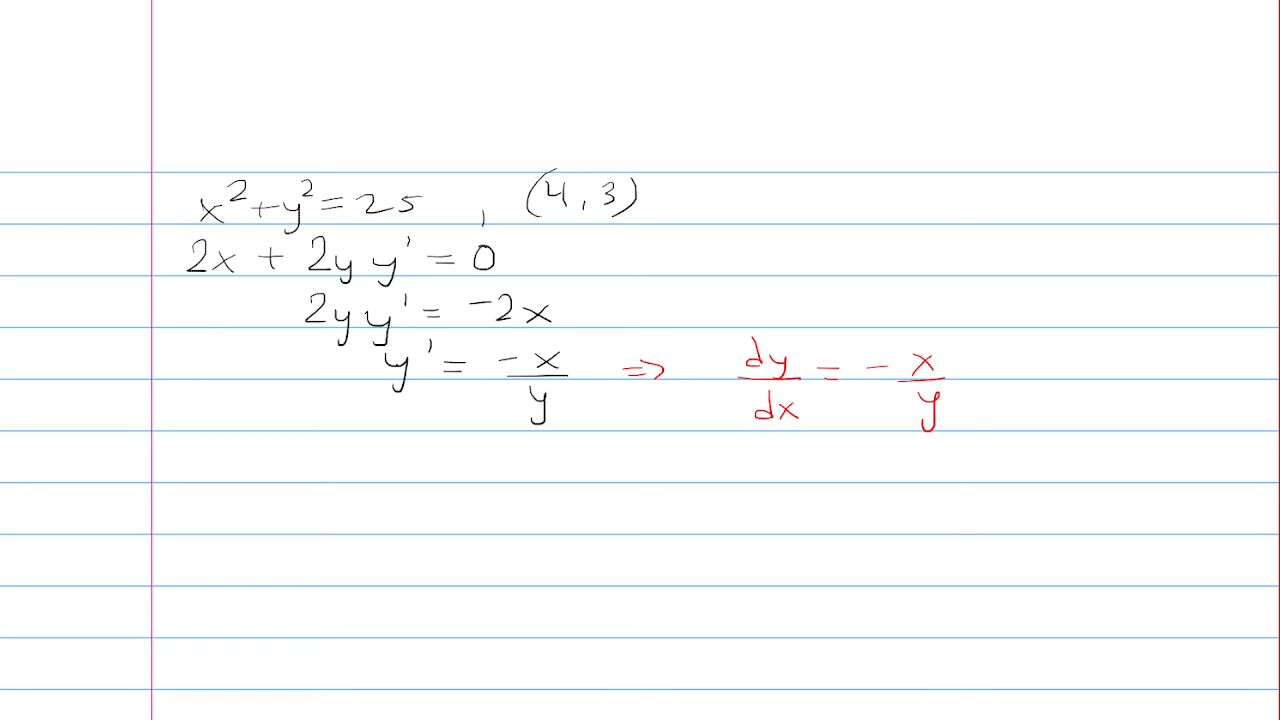 x² + y² = 25 , (4, 3)
2x + 2y y' = 0
2y y' = -2x
y' = -x/y ⇒ dy/dx = - x/y